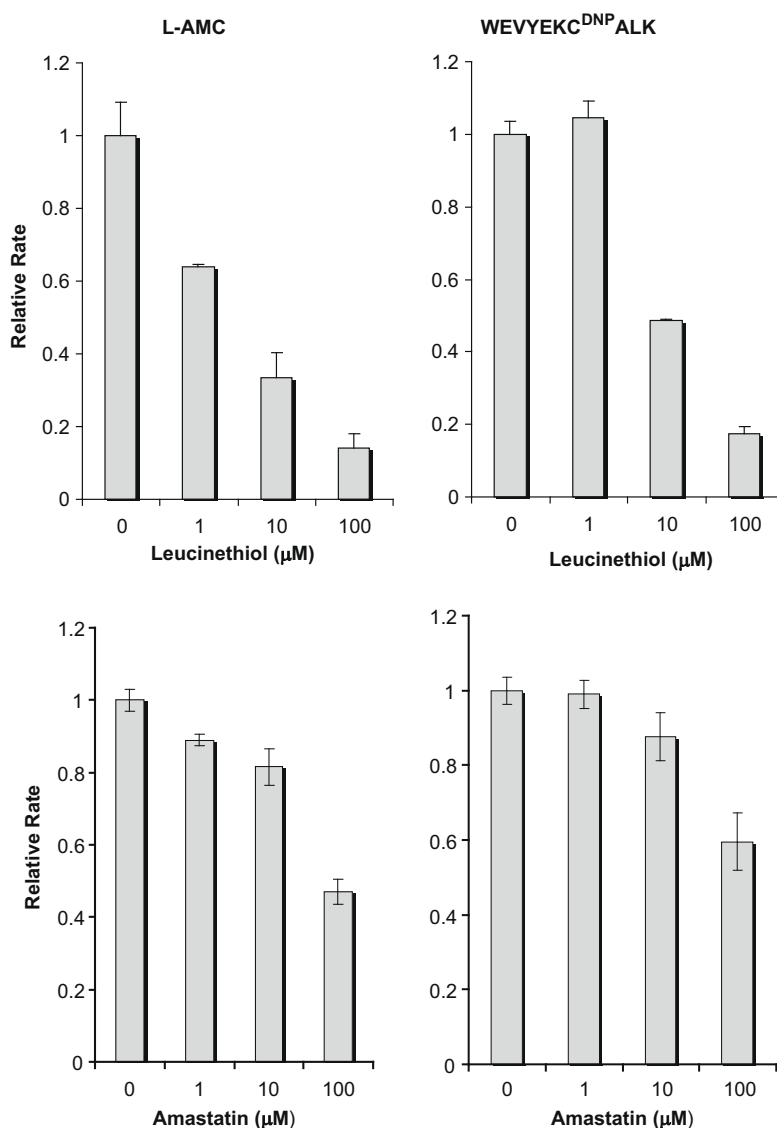 L-AMC
WEVYEKC^DNP ALK
1.2
1
0.8
0.6
0.4
0.2
0
Relative Rate
0 1 10 100
Leucinethiol (μM)
1.2
1
0.8
0.6
0.4
0.2
0
0 1 10 100
Leucinethiol (μM)
1.2
1
0.8
0.6
0.4
0.2
0
Relative Rate
0 1 10 100
Amastatin (μM)
1.2
1
0.8
0.6
0.4
0.2
0
0 1 10 100
Amastatin (μM)